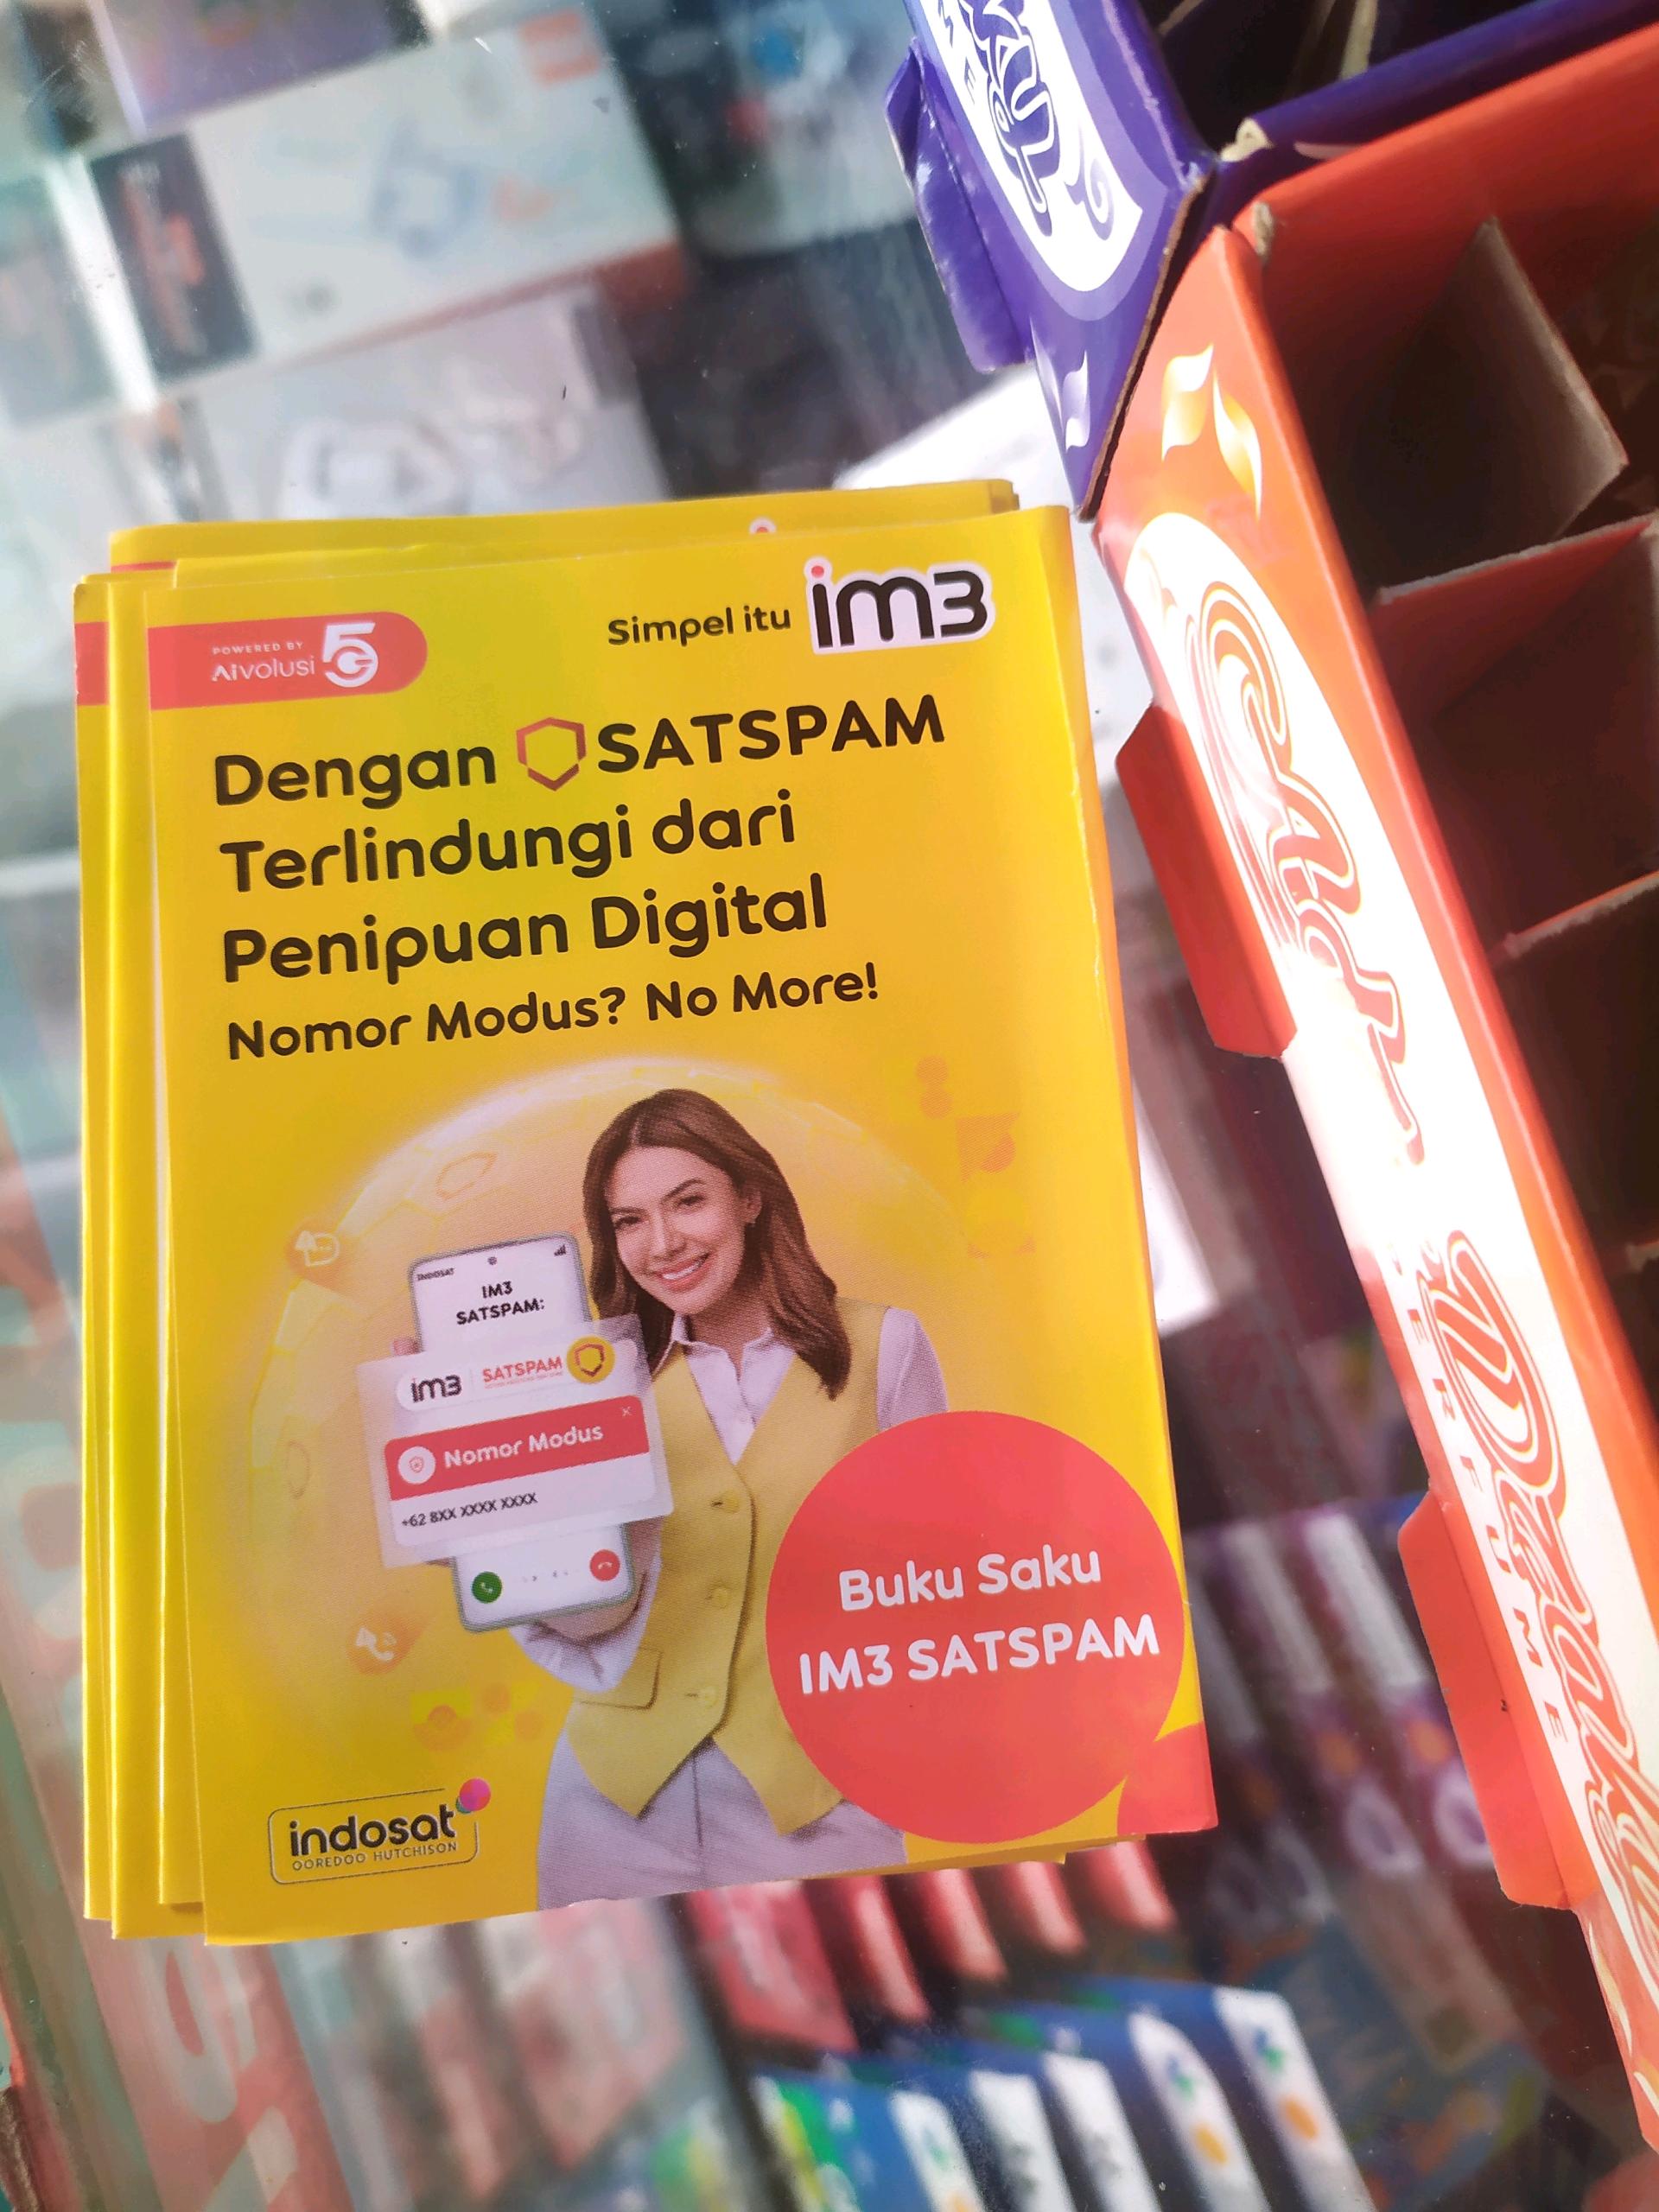 POWERED BY
Aivolusi 5G
Simpel itu im3
Dengan SATSPAM
Terlindungi dari
Penipuan Digital
Nomor Modus? No More!
INDOSAT
IM3
SATSPAM:
im3 SATSPAM
Nomor Modus
+62 8XX XXXX XXXX
Buku Saku
IM3 SATSPAM
indosat
OOREDOO HUTCHISON